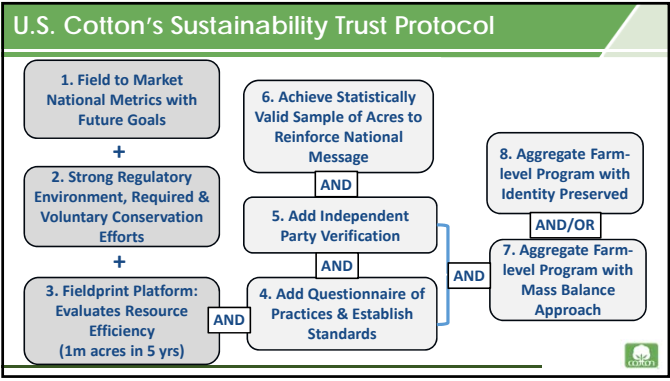 U.S. Cotton's Sustainability Trust Protocol
1. Field to Market
National Metrics with
Future Goals
+
2. Strong Regulatory
Environment, Required &
Voluntary Conservation
Efforts
+
3. Fieldprint Platform:
Evaluates Resource
Efficiency
(1m acres in 5 yrs)
AND
4. Add Questionnaire of
Practices & Establish
Standards
AND
5. Add Independent
Party Verification
AND
6. Achieve Statistically
Valid Sample of Acres to
Reinforce National
Message
AND
7. Aggregate Farm-
level Program with
Mass Balance
Approach
AND/OR
8. Aggregate Farm-
level Program with
Identity Preserved
COTTON